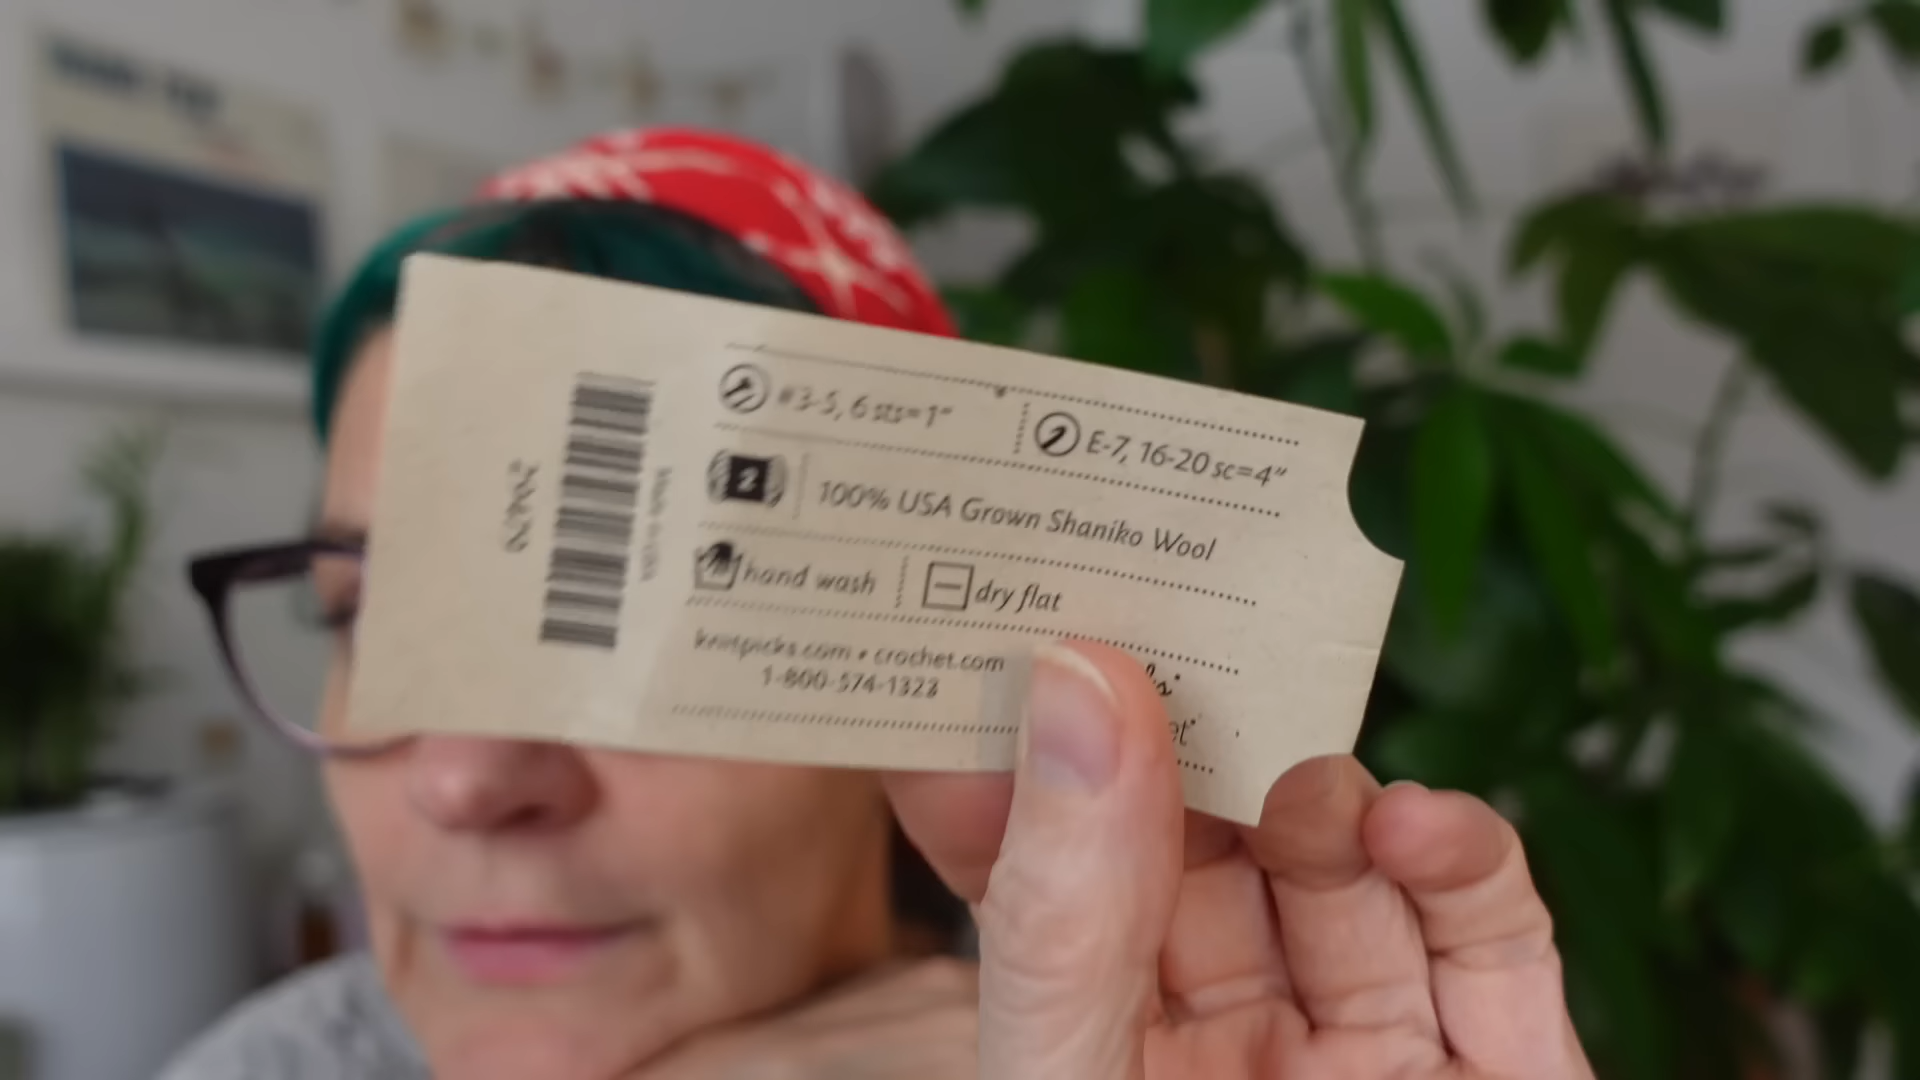 #3-5, 6 sts=1"
E-7, 16-20 sc=4"
2
100% USA Grown Shaniko Wool
hand wash
dry flat
knitpicks.com • crochet.com
1-800-574-1323